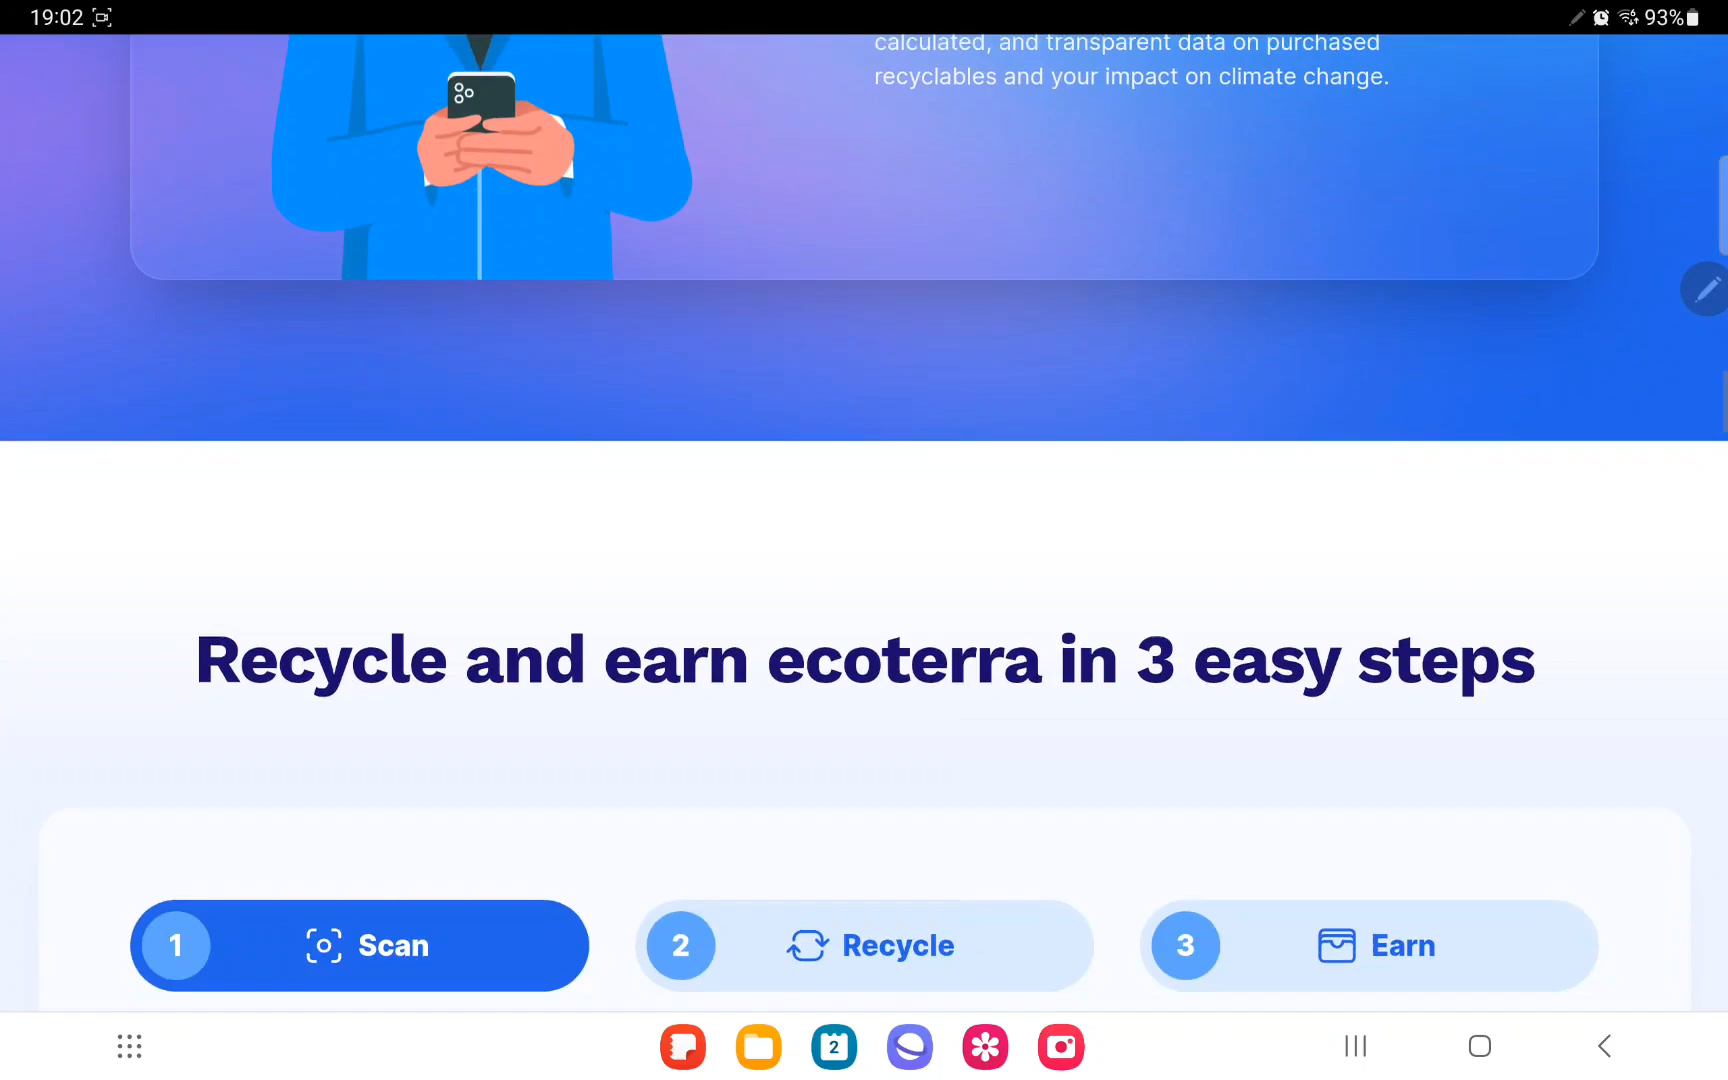 19:02
93%
calculated, and transparent data on purchased
recyclables and your impact on climate change.
Recycle and earn ecoterra in 3 easy steps
1 Scan
2 Recycle
3 Earn
2